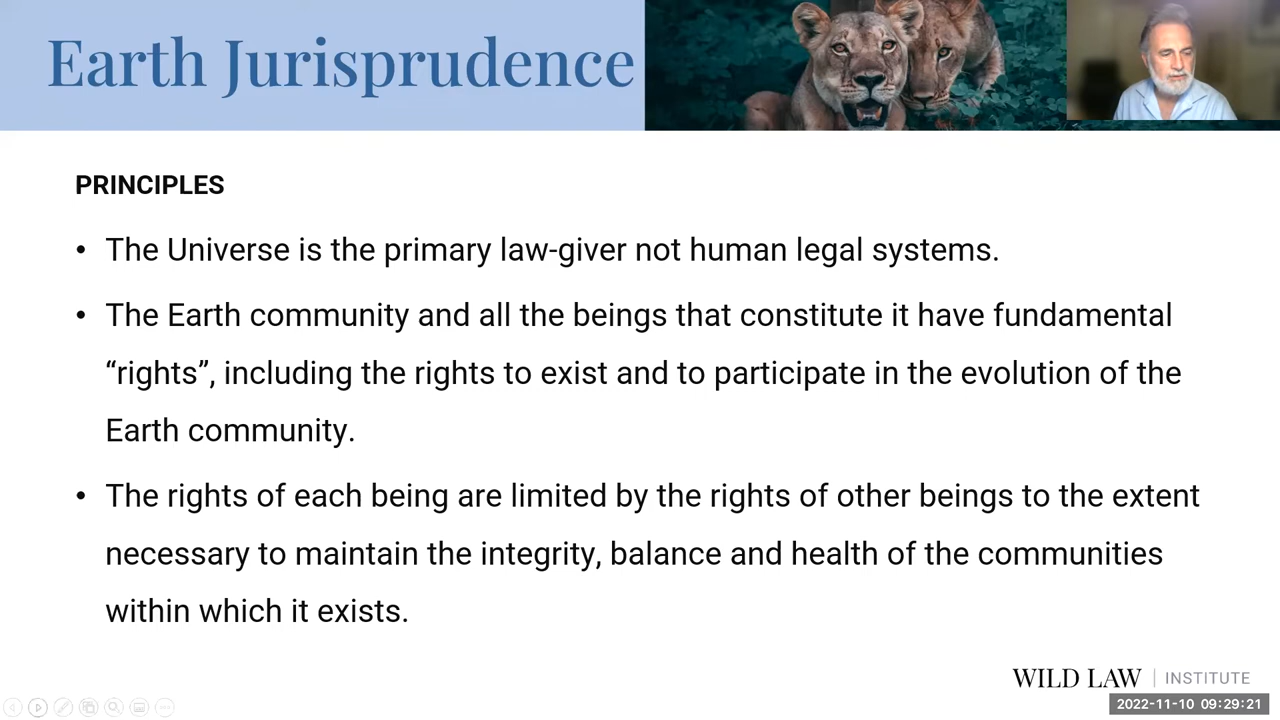 Earth Jurisprudence
PRINCIPLES
• The Universe is the primary law-giver not human legal systems.
• The Earth community and all the beings that constitute it have fundamental
“rights”, including the rights to exist and to participate in the evolution of the
Earth community.
• The rights of each being are limited by the rights of other beings to the extent
necessary to maintain the integrity, balance and health of the communities
within which it exists.
WILD LAW | INSTITUTE
2022-11-10 09:29:21